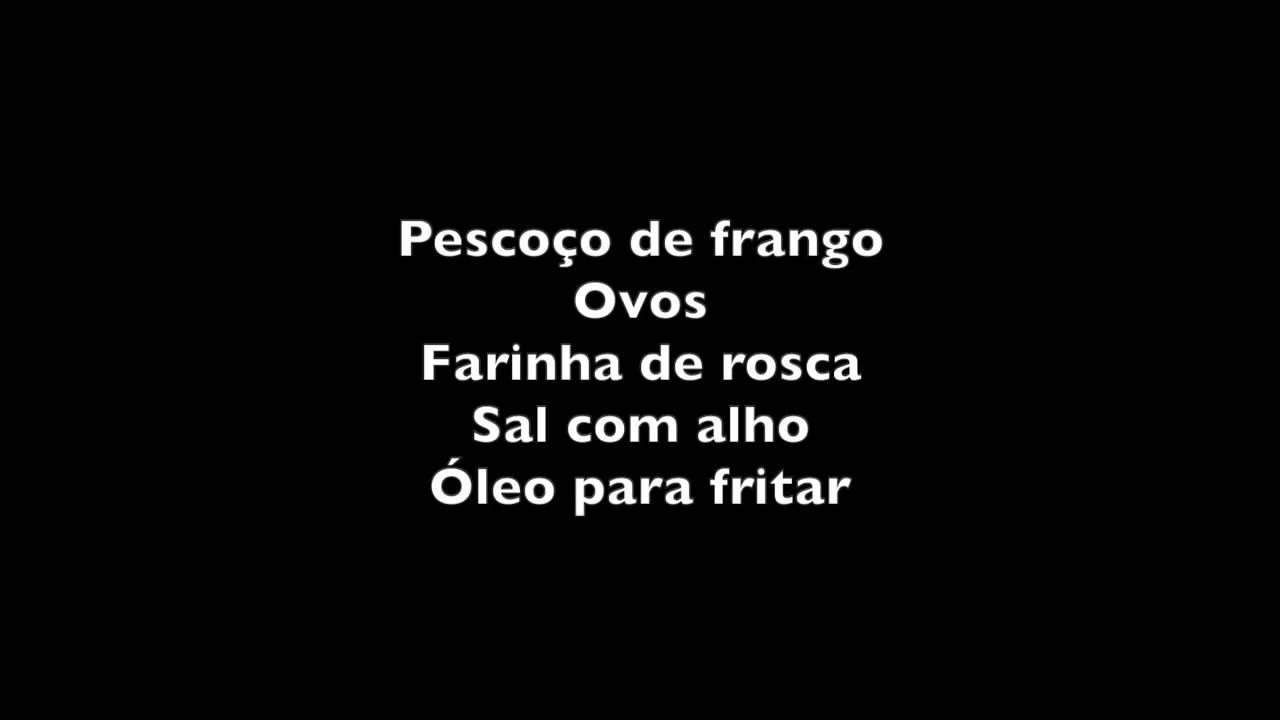 Pescoço de frango
Ovos
Farinha de rosca
Sal com alho
Óleo para fritar